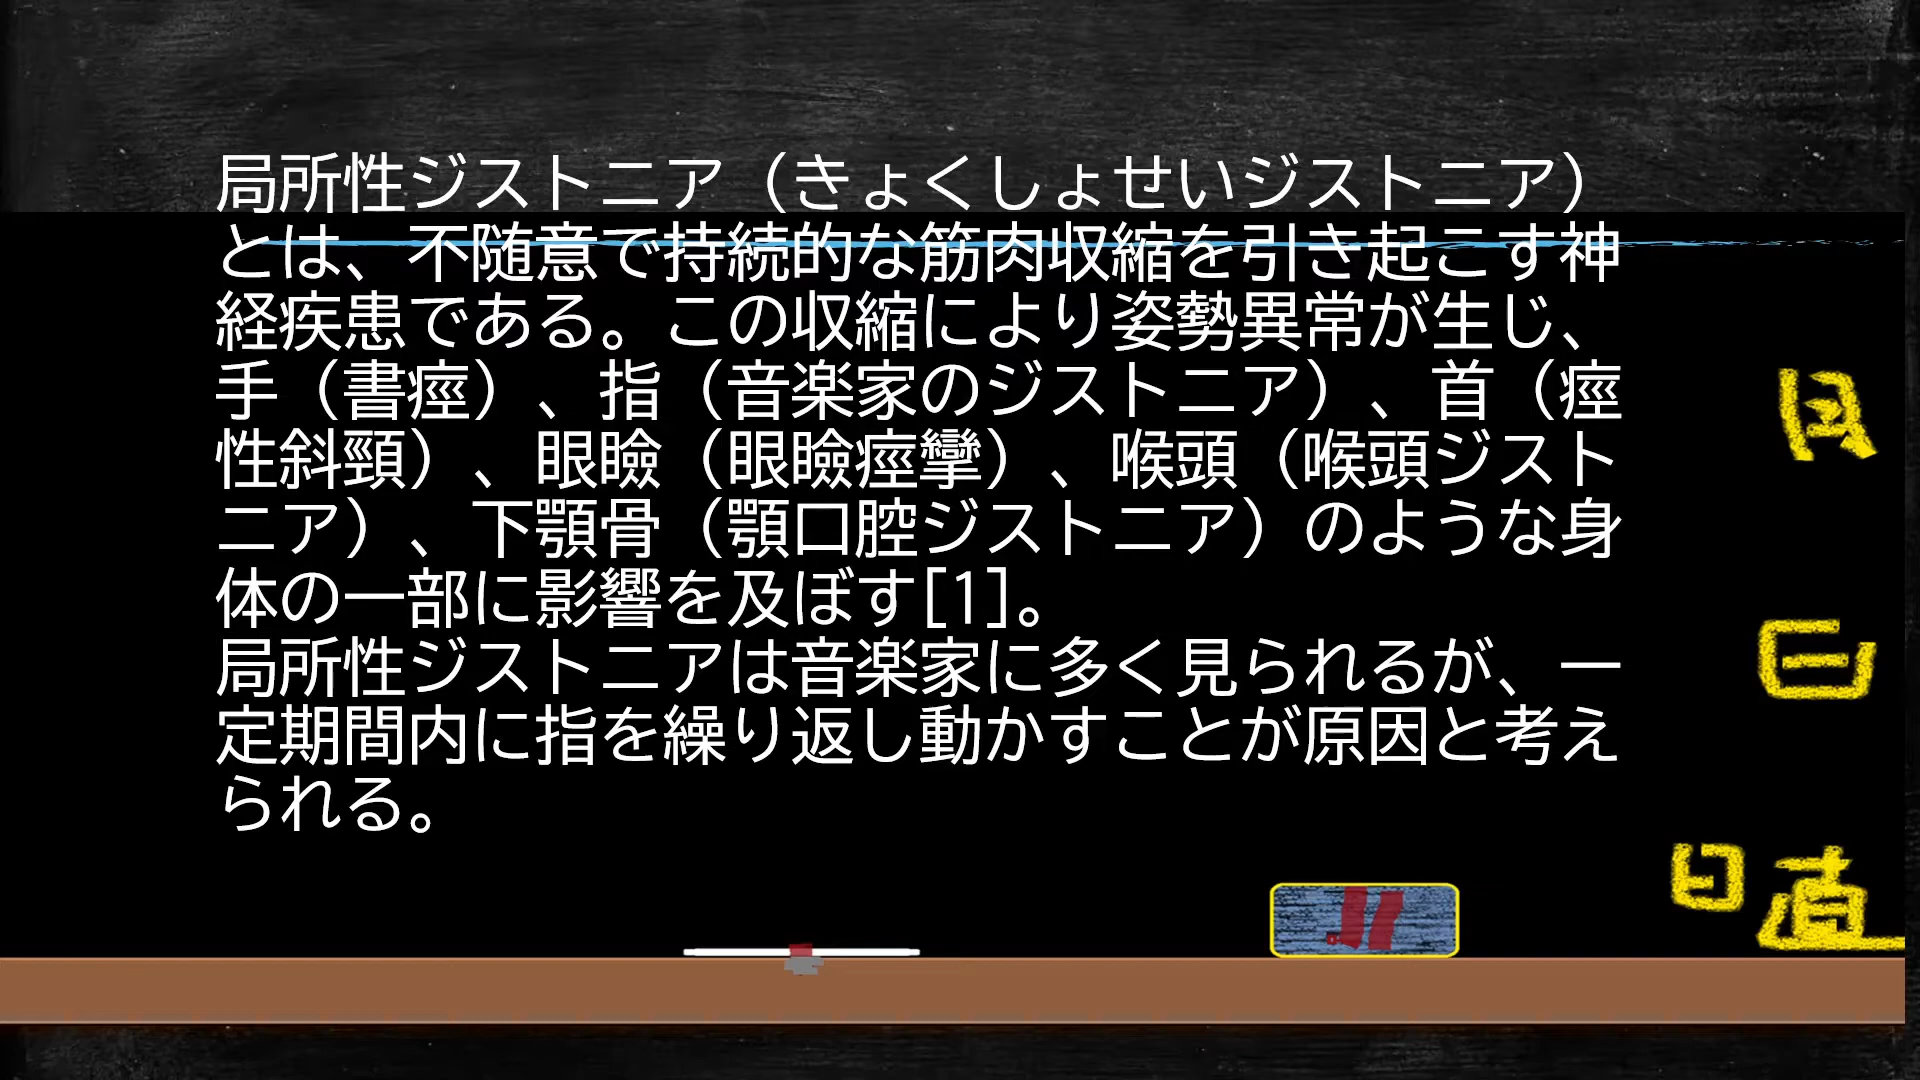 局所性ジストニア（きょくしょせいジストニア）
とは、不随意で持続的な筋肉収縮を引き起こす神
経疾患である。この収縮により姿勢異常が生じ、
手（書痙）、指（音楽家のジストニア）、首（痙
性斜頸）、眼瞼（眼瞼痙攣）、喉頭（喉頭ジスト
ニア）、下顎骨（顎口腔ジストニア）のような身
体の一部に影響を及ぼす[1]。
局所性ジストニアは音楽家に多く見られるが、一
定期間内に指を繰り返し動かすことが原因と考え
られる。
月
日
日直